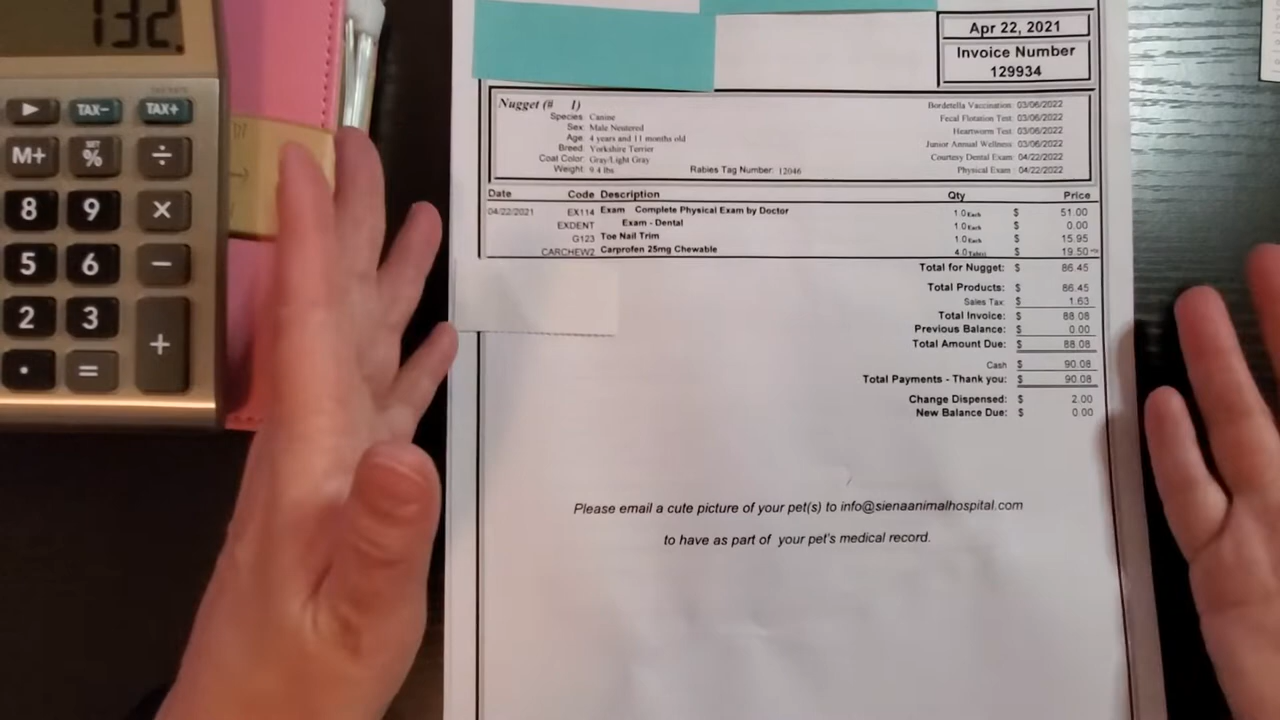 132.
TAX RATE
TAX-
TAX+
M+
SET
%
÷
8
9
×
5
6
−
2
3
+
.
=
Apr 22, 2021
Invoice Number
129934
Nugget (# 1)
Species: Canine
Sex: Male Neutered
Age: 4 years and 11 months old
Breed: Yorkshire Terrier
Coat Color: Gray/Light Gray
Weight: 9.4 lbs
Rabies Tag Number: 12046
Bordetella Vaccination: 03/06/2022
Fecal Flotation Test: 03/06/2022
Heartworm Test: 03/06/2022
Junior Annual Wellness: 03/06/2022
Courtesy Dental Exam: 04/22/2022
Physical Exam: 04/22/2022
Date Code Description Qty Price
04/22/2021 EX114 Exam Complete Physical Exam by Doctor 1.0 Each $ 51.00
EXDENT Exam - Dental 1.0 Each $ 0.00
G123 Toe Nail Trim 1.0 Each $ 15.95
CARCHEW2 Carprofen 25mg Chewable 4.0 Tablet $ 19.50
Total for Nugget: $ 86.45
Total Products: $ 86.45
Sales Tax: $ 1.63
Total Invoice: $ 88.08
Previous Balance: $ 0.00
Total Amount Due: $ 88.08
Cash $ 90.08
Total Payments - Thank you: $ 90.08
Change Dispensed: $ 2.00
New Balance Due: $ 0.00
Please email a cute picture of your pet(s) to info@sienaanimalhospital.com
to have as part of your pet's medical record.